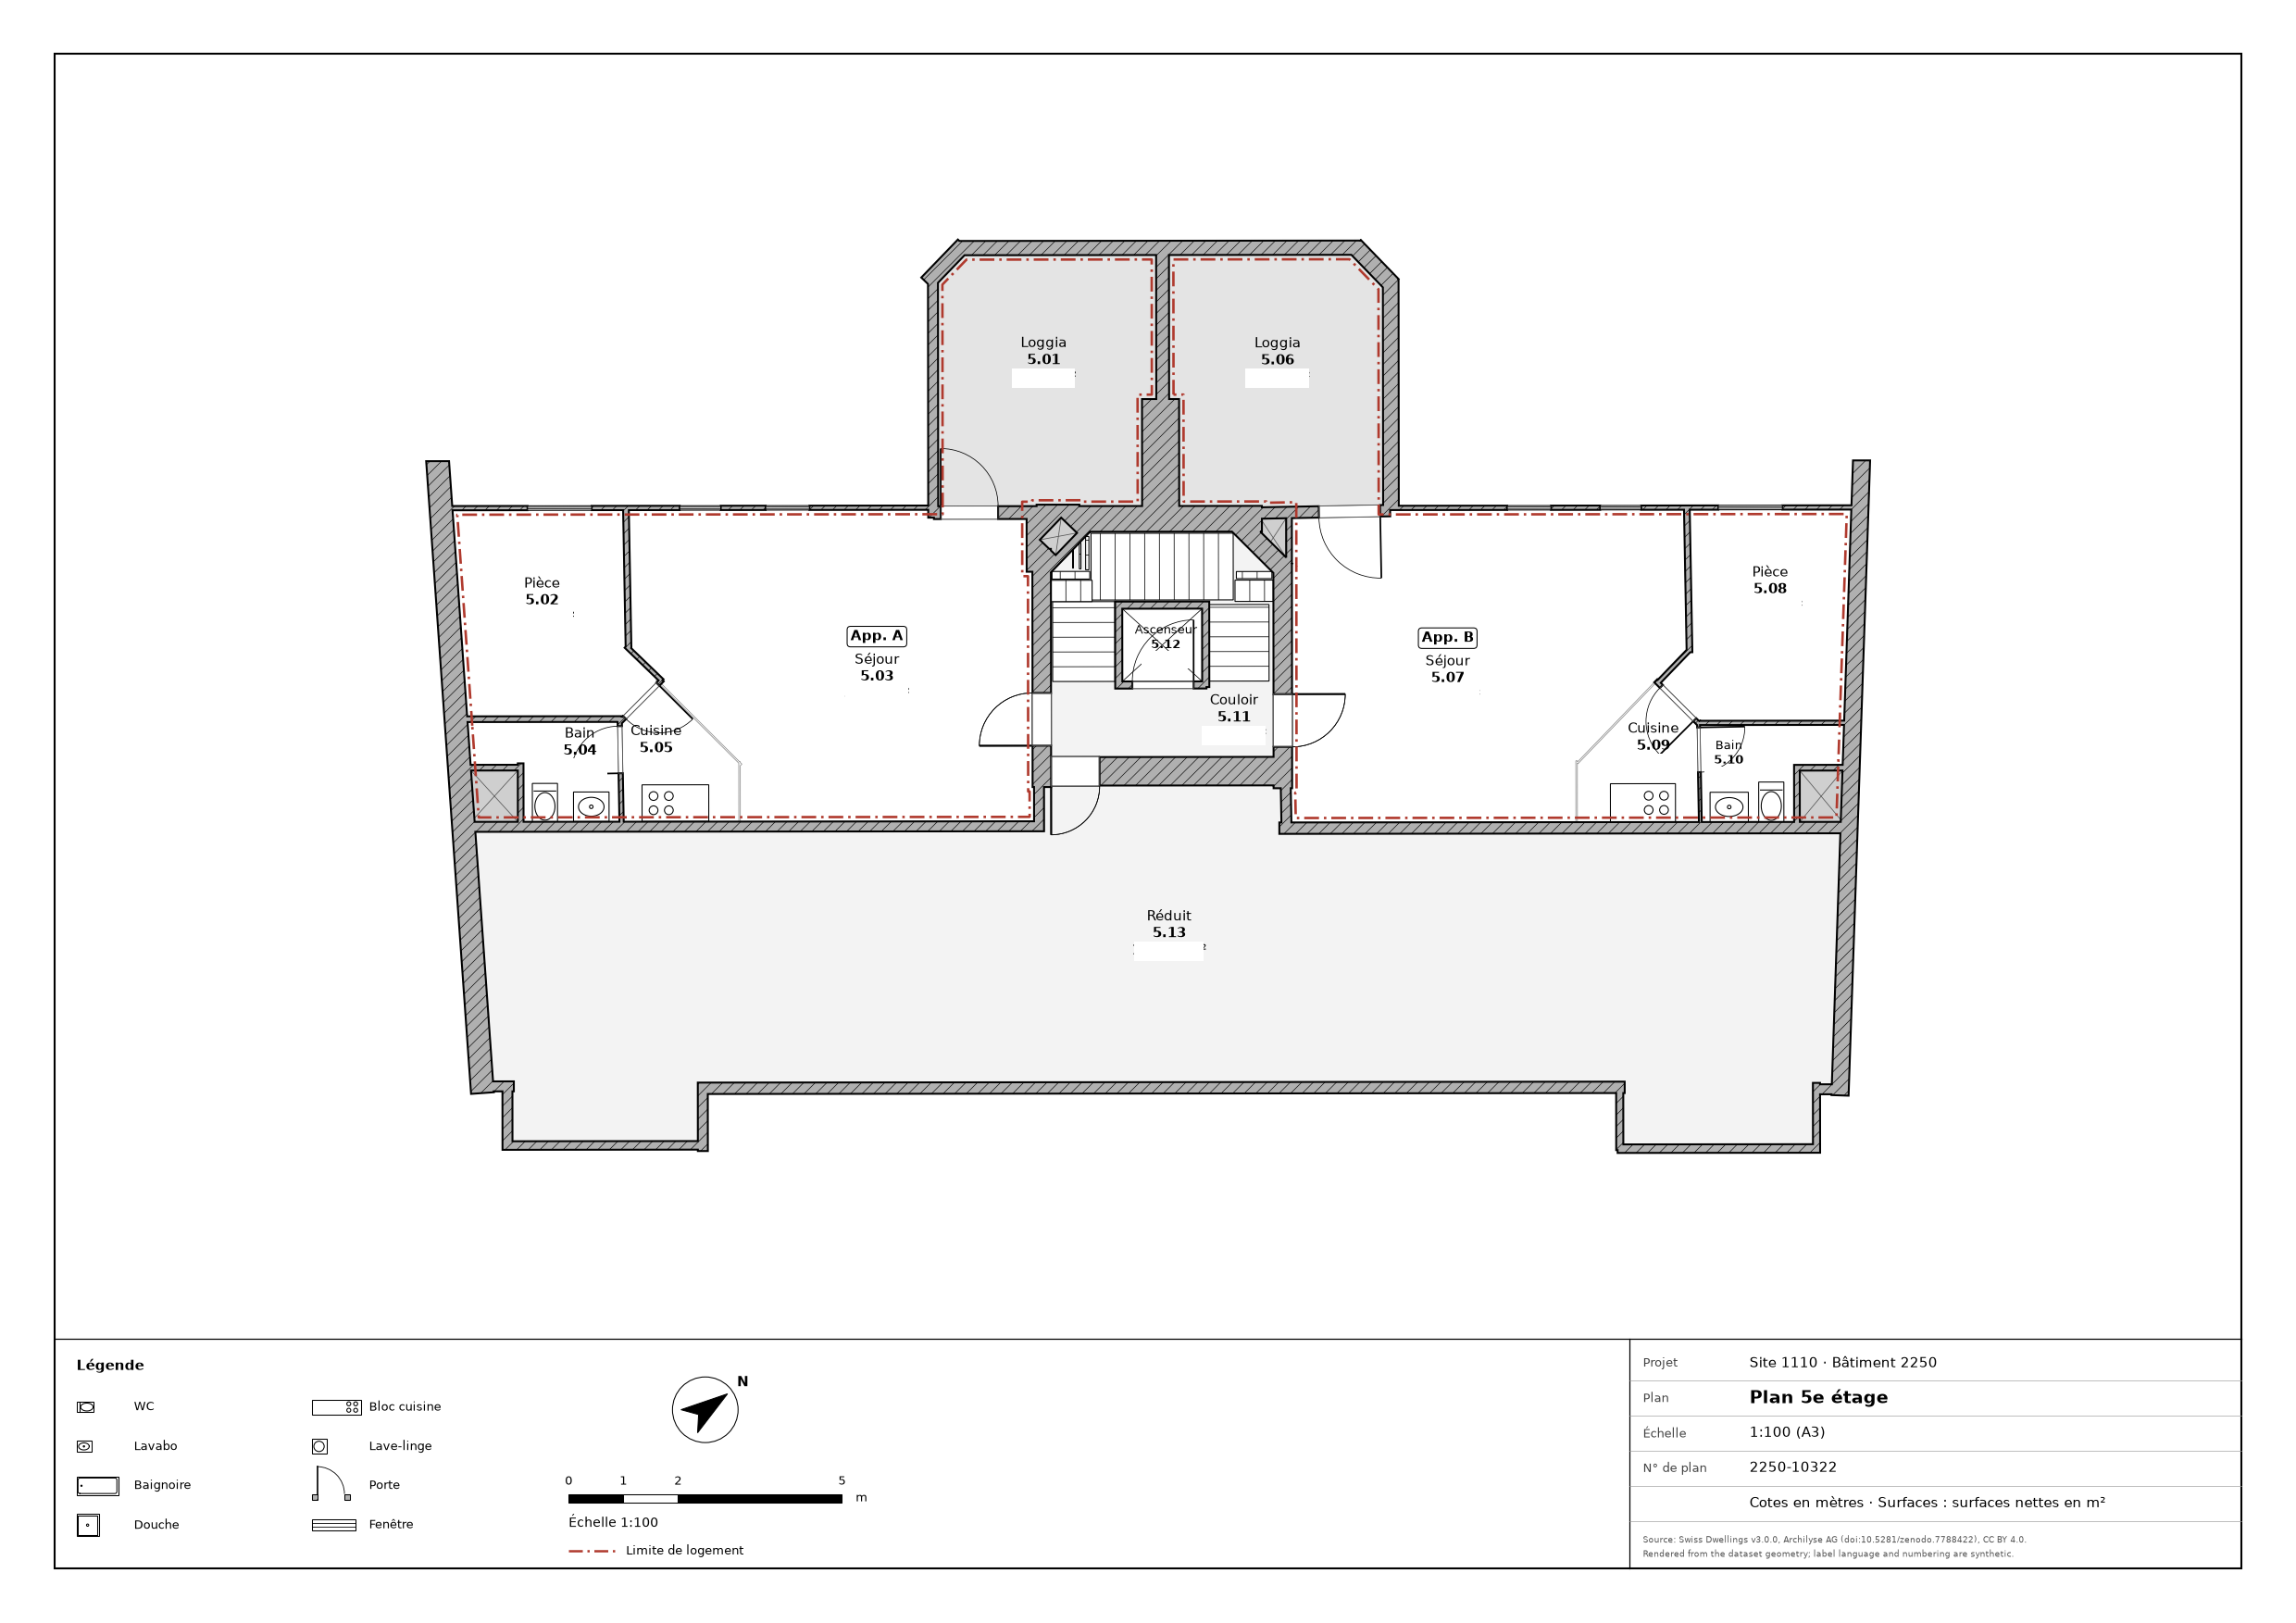 Loggia
5.01
Loggia
5.06
Pièce
5.02
Pièce
5.08
App. A
Séjour
5.03
App. B
Séjour
5.07
Ascenseur
5.12
Couloir
5.11
Bain
5.04
Cuisine
5.05
Cuisine
5.09
Bain
5.10
Réduit
5.13
Légende
WC
Lavabo
Baignoire
Douche
Bloc cuisine
Lave-linge
Porte
Fenêtre
N
0 1 2 5
m
Échelle 1:100
Limite de logement
Projet Site 1110 · Bâtiment 2250
Plan Plan 5e étage
Échelle 1:100 (A3)
N° de plan 2250-10322
Cotes en mètres · Surfaces : surfaces nettes en m²
Source: Swiss Dwellings v3.0.0, Archilyse AG (doi:10.5281/zenodo.7788422), CC BY 4.0.
Rendered from the dataset geometry; label language and numbering are synthetic.